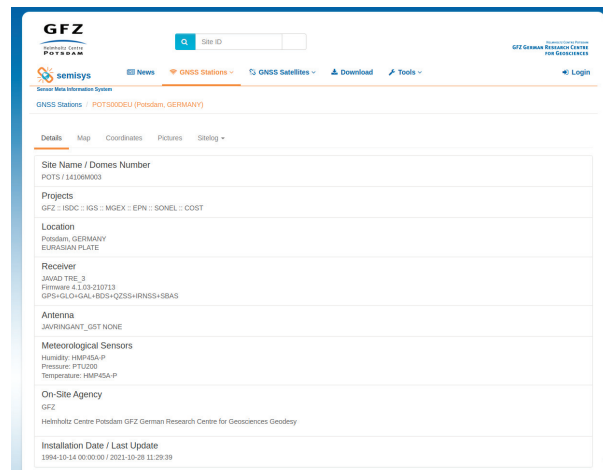 GFZ
Helmholtz Centre
POTSDAM
Site ID
HELMHOLTZ CENTRE POTSDAM
GFZ GERMAN RESEARCH CENTRE
FOR GEOSCIENCES
semisys
News
GNSS Stations
GNSS Satellites
Download
Tools
Login
Sensor Meta Information System
GNSS Stations / POTS00DEU (Potsdam, GERMANY)
Details Map Coordinates Pictures Sitelog
Site Name / Domes Number
POTS / 14106M003
Projects
GFZ :: ISDC :: IGS :: MGEX :: EPN :: SONEL :: COST
Location
Potsdam, GERMANY
EURASIAN PLATE
Receiver
JAVAD TRE_3
Firmware 4.1.03-210713
GPS+GLO+GAL+BDS+QZSS+IRNSS+SBAS
Antenna
JAVRINGANT_G5T NONE
Meteorological Sensors
Humidity: HMP45A-P
Pressure: PTU200
Temperature: HMP45A-P
On-Site Agency
GFZ
Helmholtz Centre Potsdam GFZ German Research Centre for Geosciences Geodesy
Installation Date / Last Update
1994-10-14 00:00:00 / 2021-10-28 11:29:39